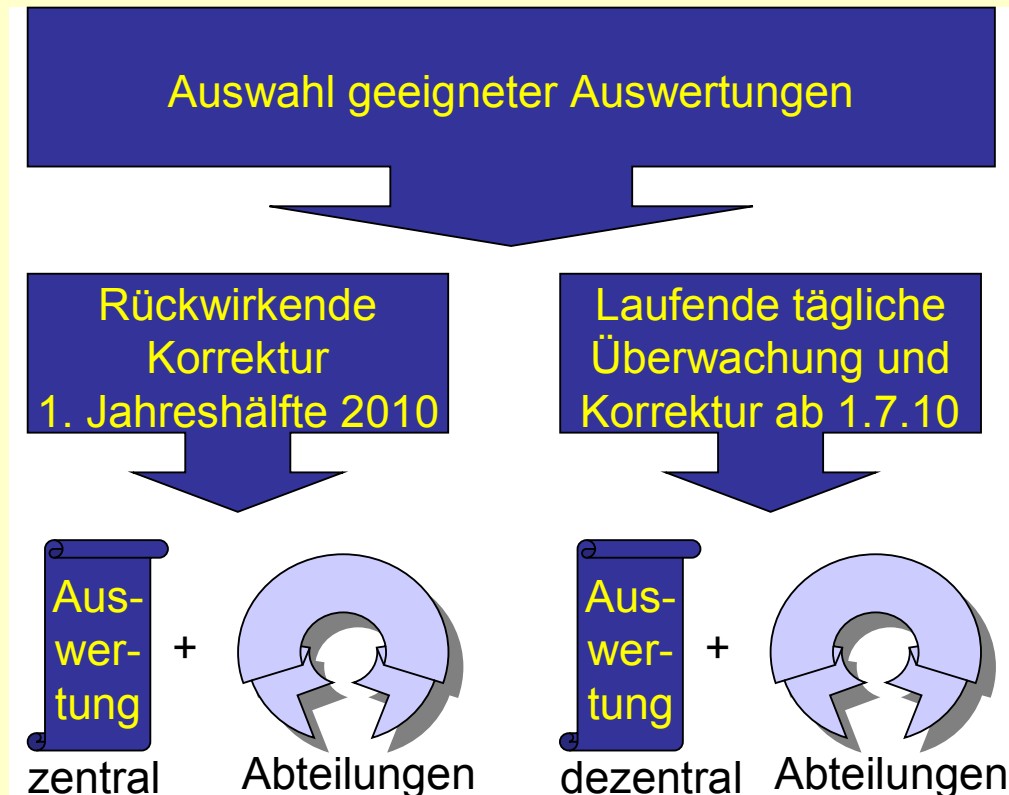 Auswahl geeigneter Auswertungen
Rückwirkende
Korrektur
1. Jahreshälfte 2010
Laufende tägliche
Überwachung und
Korrektur ab 1.7.10
Aus-
wer-
tung
+
zentral
Abteilungen
Aus-
wer-
tung
+
dezentral
Abteilungen